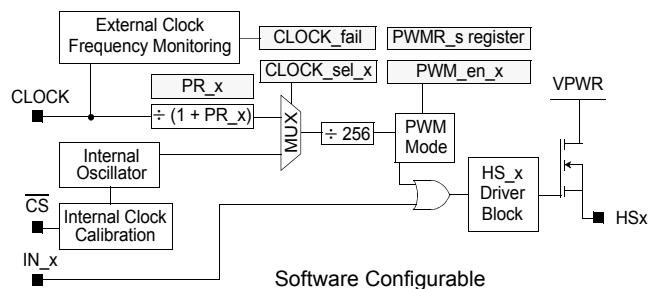 External Clock
Frequency Monitoring
CLOCK_fail
PWMR_s register
CLOCK_sel_x
PWM_en_x
PR_x
CLOCK
÷ (1 + PR_x)
MUX
÷ 256
PWM
Mode
VPWR
Internal
Oscillator
HS_x
Driver
Block
CS
Internal Clock
Calibration
HSx
IN_x
Software Configurable